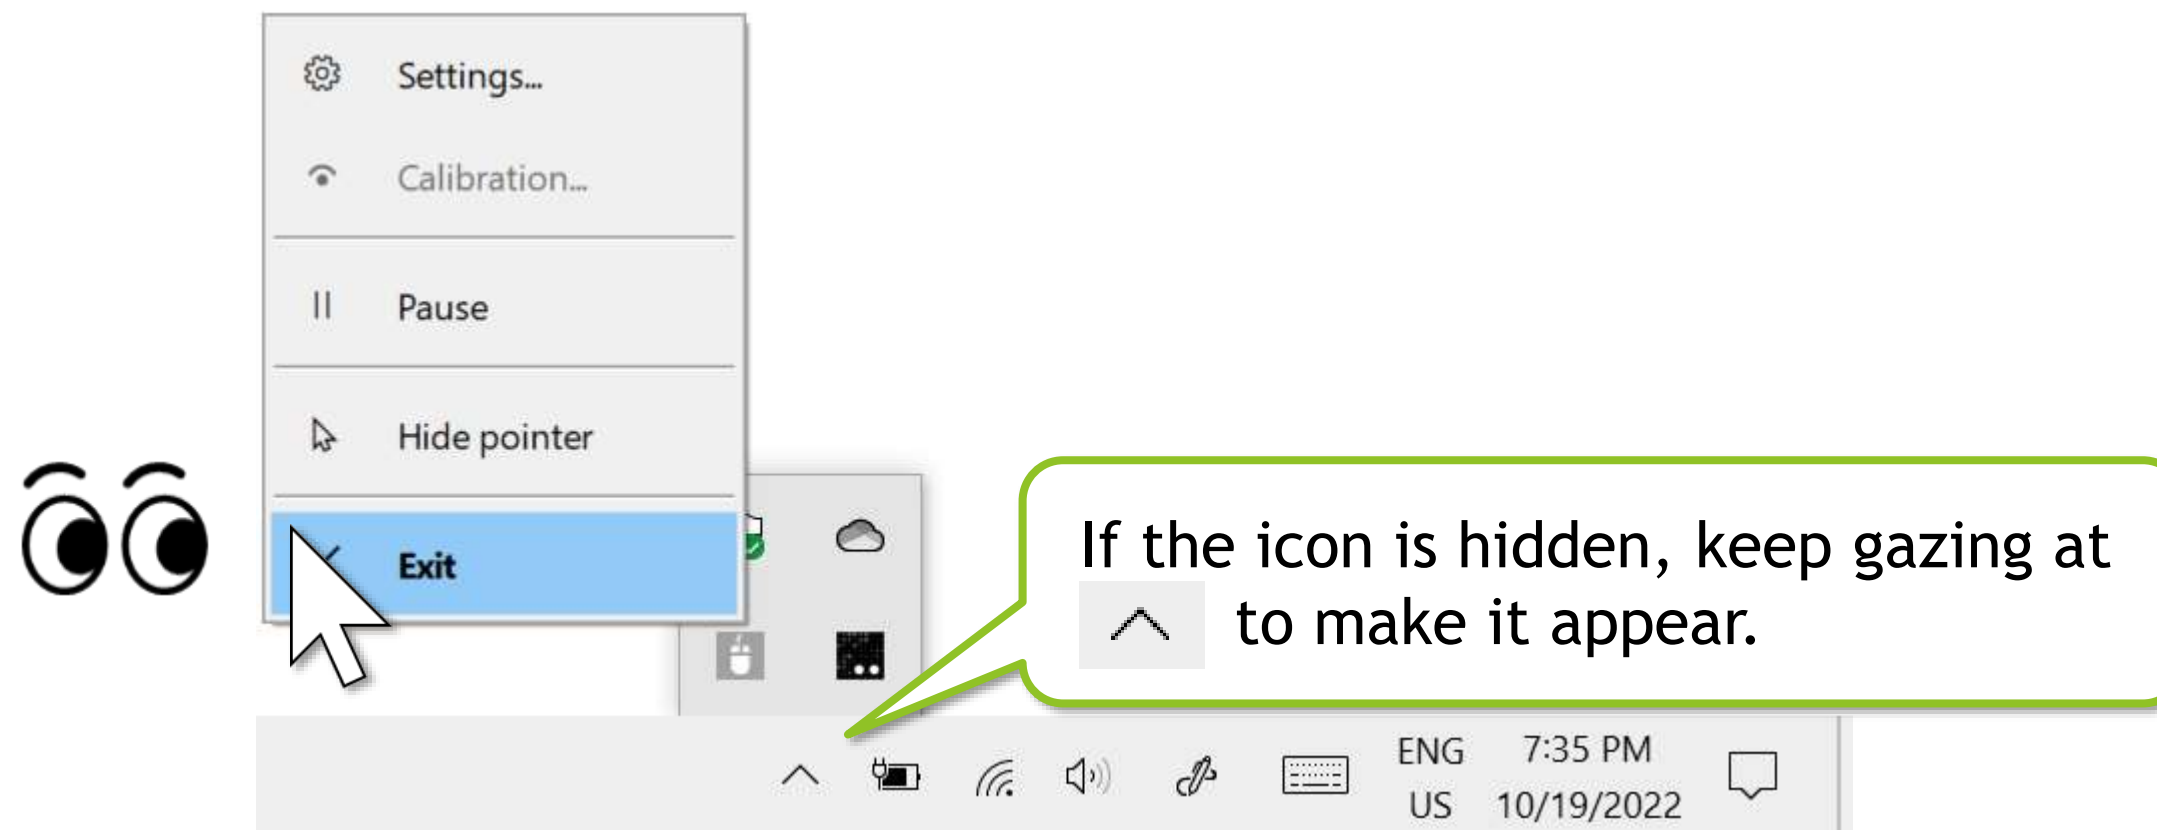 Settings...
Calibration...
Pause
Hide pointer
Exit
If the icon is hidden, keep gazing at
to make it appear.
ENG 7:35 PM
US 10/19/2022